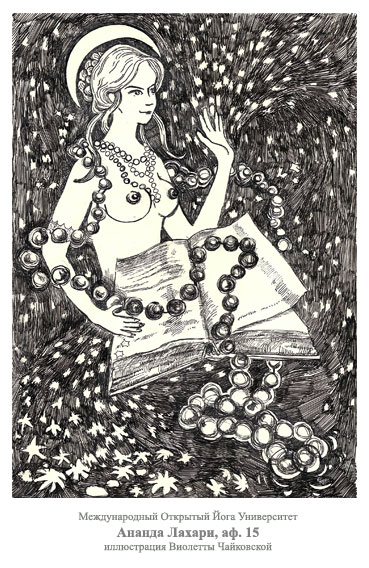 Международный Открытый Йога Университет
Ананда Лахари, аф. 15
иллюстрация Виолетты Чайковской